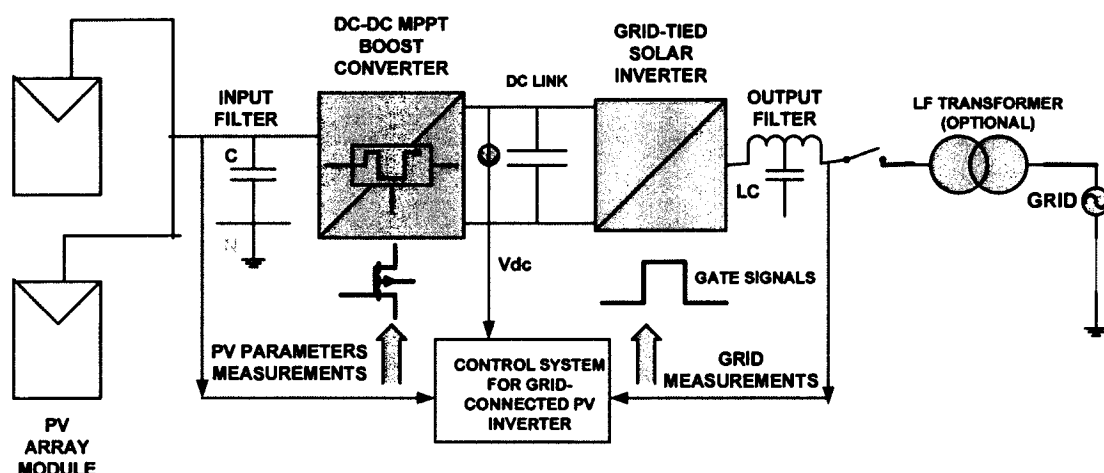 DC-DC MPPT
BOOST
CONVERTER
GRID-TIED
SOLAR
INVERTER
INPUT
FILTER
C
DC LINK
OUTPUT
FILTER
LC
LF TRANSFORMER
(OPTIONAL)
GRID
N
Vdc
GATE SIGNALS
PV PARAMETERS
MEASUREMENTS
CONTROL SYSTEM
FOR GRID-
CONNECTED PV
INVERTER
GRID
MEASUREMENTS
PV
ARRAY
MODULE